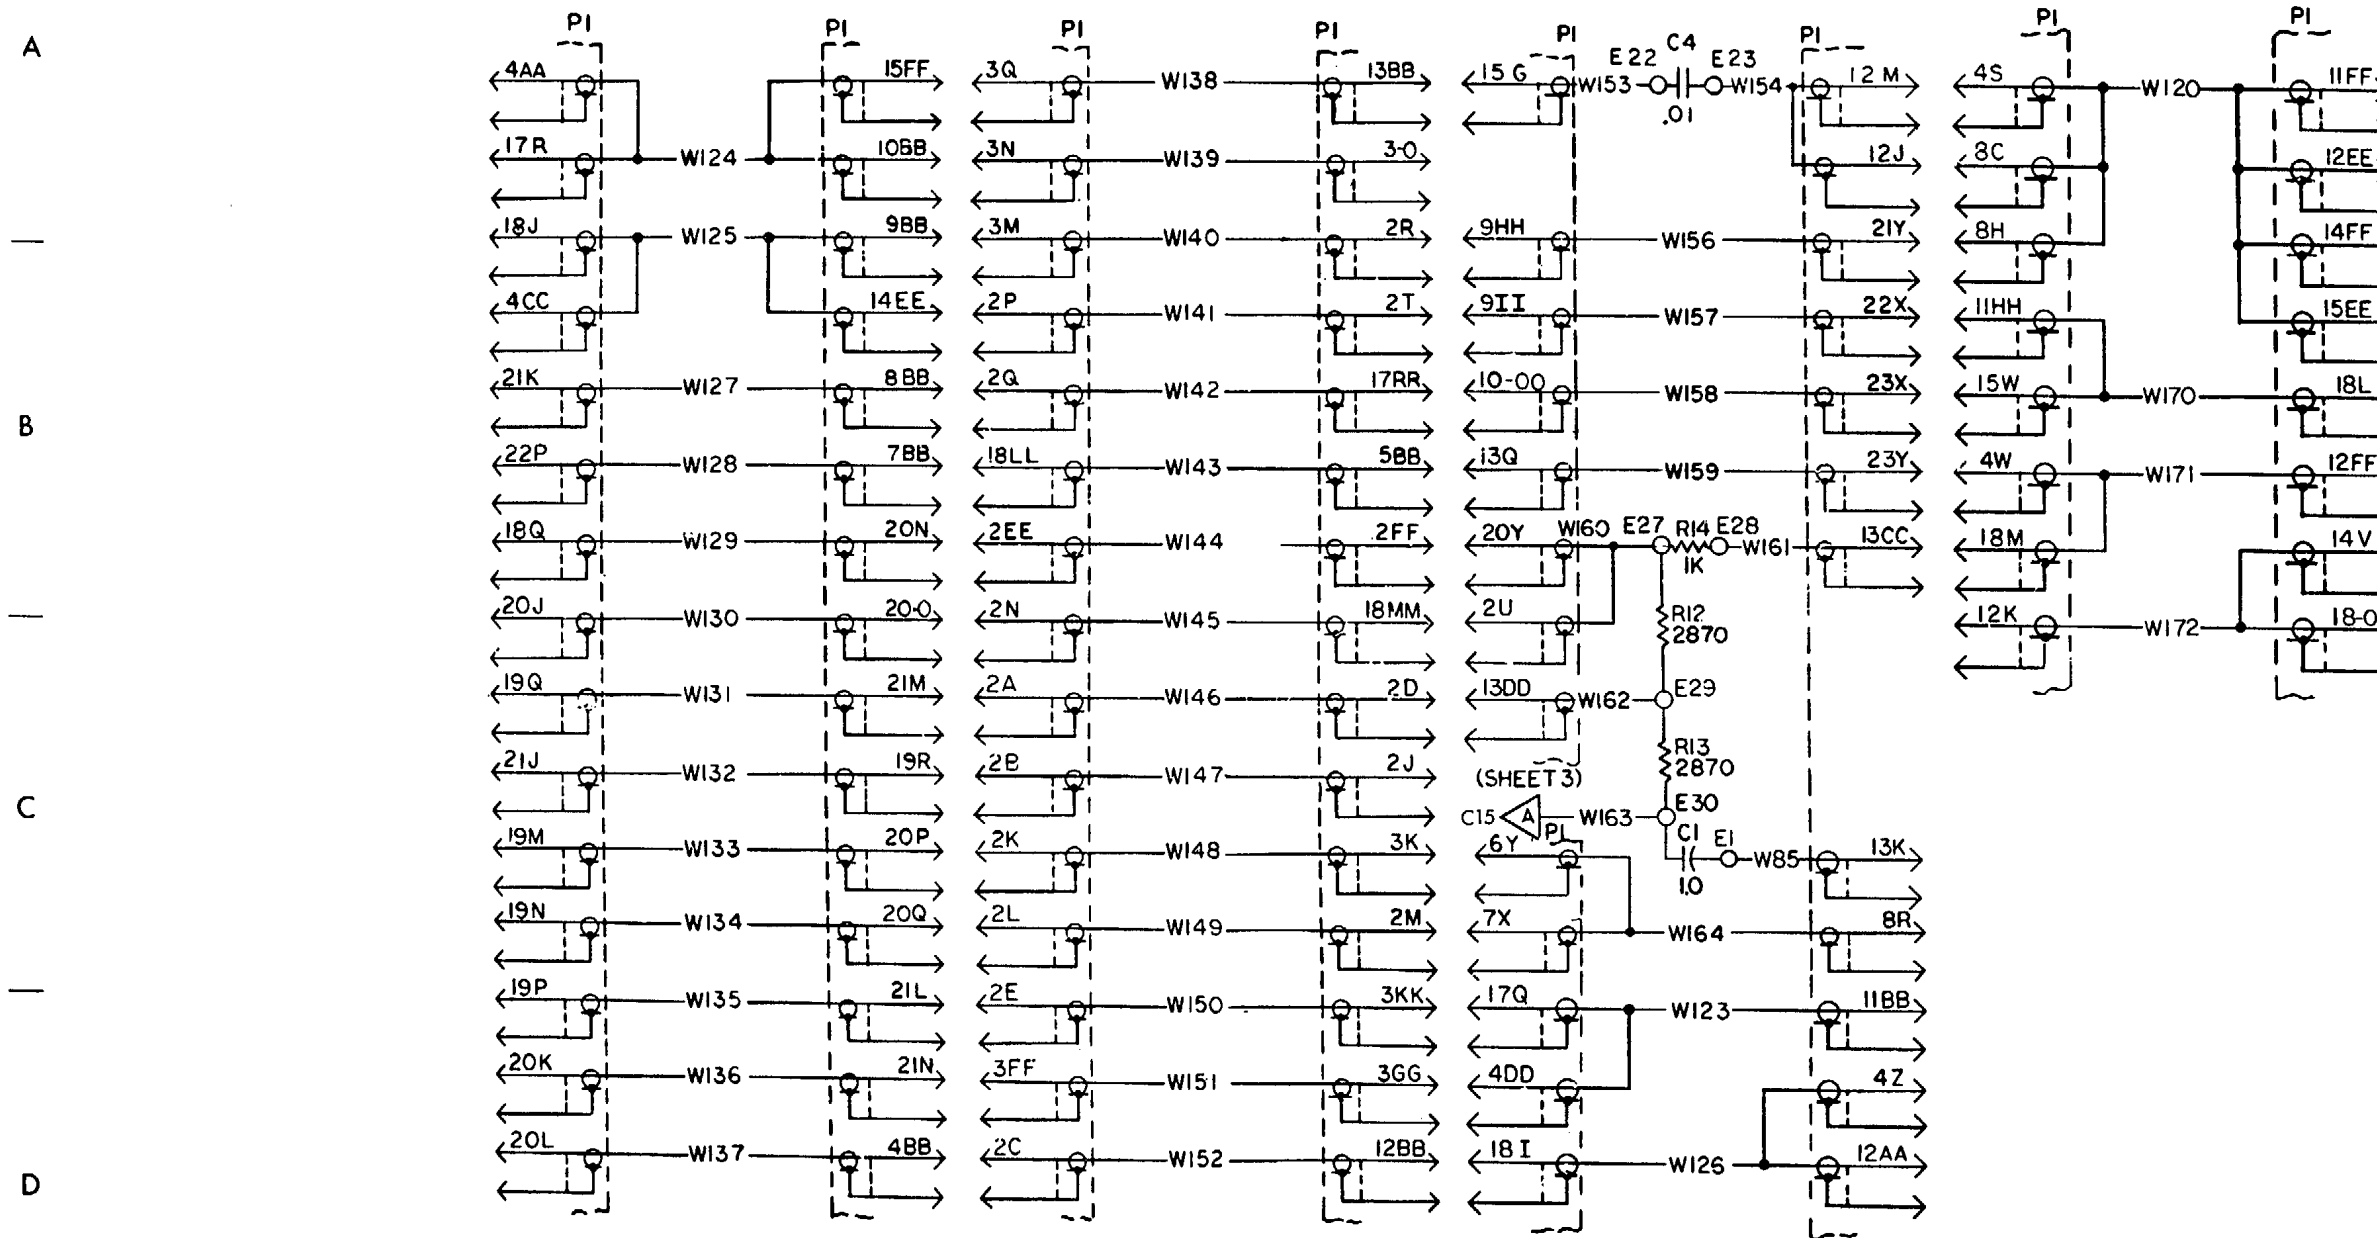 A
B
C
D
P1 P1
4AA 15FF
17R W124 10BB
18J W125 9BB
4CC 14EE
21K W127 8BB
22P W128 7BB
18Q W129 20N
20J W130 20-0
19Q W131 21M
21J W132 19R
19M W133 20P
19N W134 20Q
19P W135 21L
20K W136 21N
20L W137 4BB
P1 P1
3Q W138 13BB
3N W139 3-0
3M W140 2R
2P W141 2T
2Q W142 17RR
18LL W143 5BB
2EE W144 2FF
2N W145 18MM
2A W146 2D
2B W147 2J
2K W148 3K
2L W149 2M
2E W150 3KK
3FF W151 3GG
2C W152 12BB
P1 P1
15G W153 E22 C4 E23 W154 12M
.01
12J
9HH W156 21Y
9II W157 22X
10-00 W158 23X
13Q W159 23Y
20Y W160 E27 R14 E28 W161 13CC
1K
2U R12
2870
13DD W162 E29
R13
2870
(SHEET 3)
C15 A W163 E30
P1 C1 E1 W85 13K
1.0
6Y
7X W164 8R
17Q W123 11BB
4DD 4Z
18I W126 12AA
P1 P1
4S W120 11FF
8C 12EE
8H 14FF
11HH 15EE
15W W170 18L
4W W171 12FF
18M 14V
12K W172 18-0